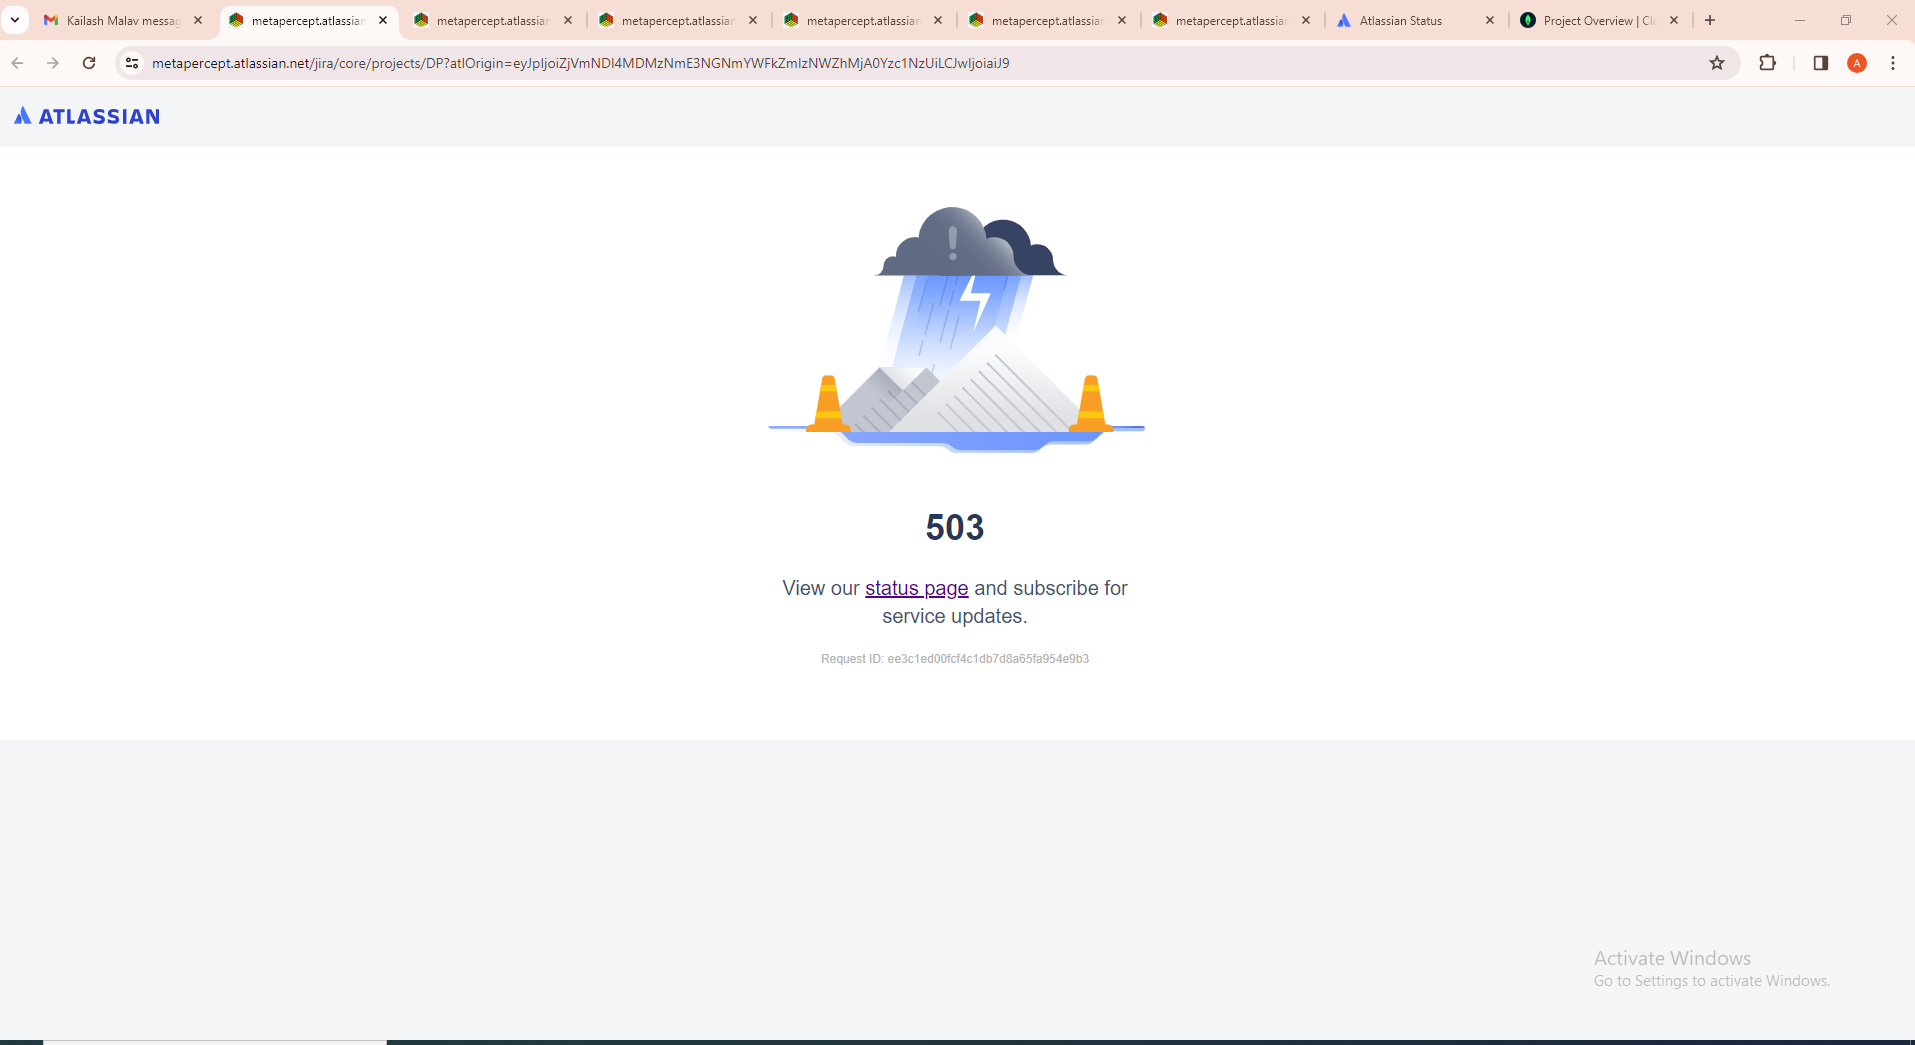 Kailash Malav messag
metapercept.atlassian
metapercept.atlassian
metapercept.atlassian
metapercept.atlassian
metapercept.atlassian
metapercept.atlassian
Atlassian Status
Project Overview | Clo
metapercept.atlassian.net/jira/core/projects/DP?atlOrigin=eyJpIjoiZjVmNDI4MDMzNmE3NGNmYWFkZmIzNWZhMjA0Yzc1NzUiLCJwIjoiaiJ9
A
ATLASSIAN
503
View our status page and subscribe for
service updates.
Request ID: ee3c1ed00fcf4c1db7d8a65fa954e9b3
Activate Windows
Go to Settings to activate Windows.